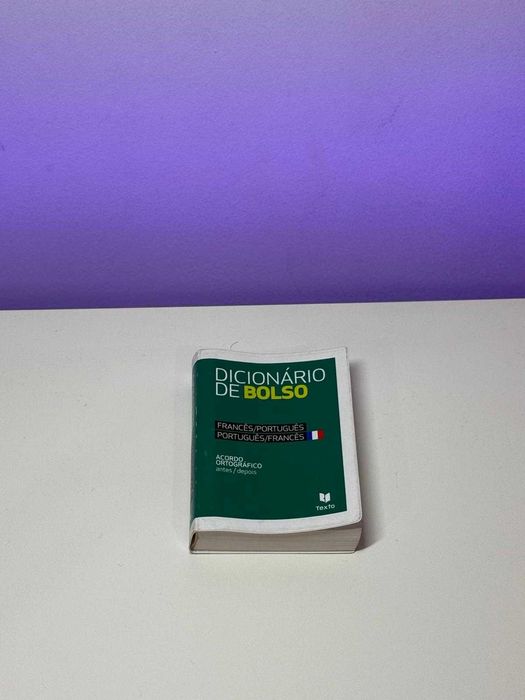 DICIONÁRIO
DE BOLSO
FRANCÊS/PORTUGUÊS
PORTUGUÊS/FRANCÊS
ACORDO
ORTOGRÁFICO
antes / depois
Texto